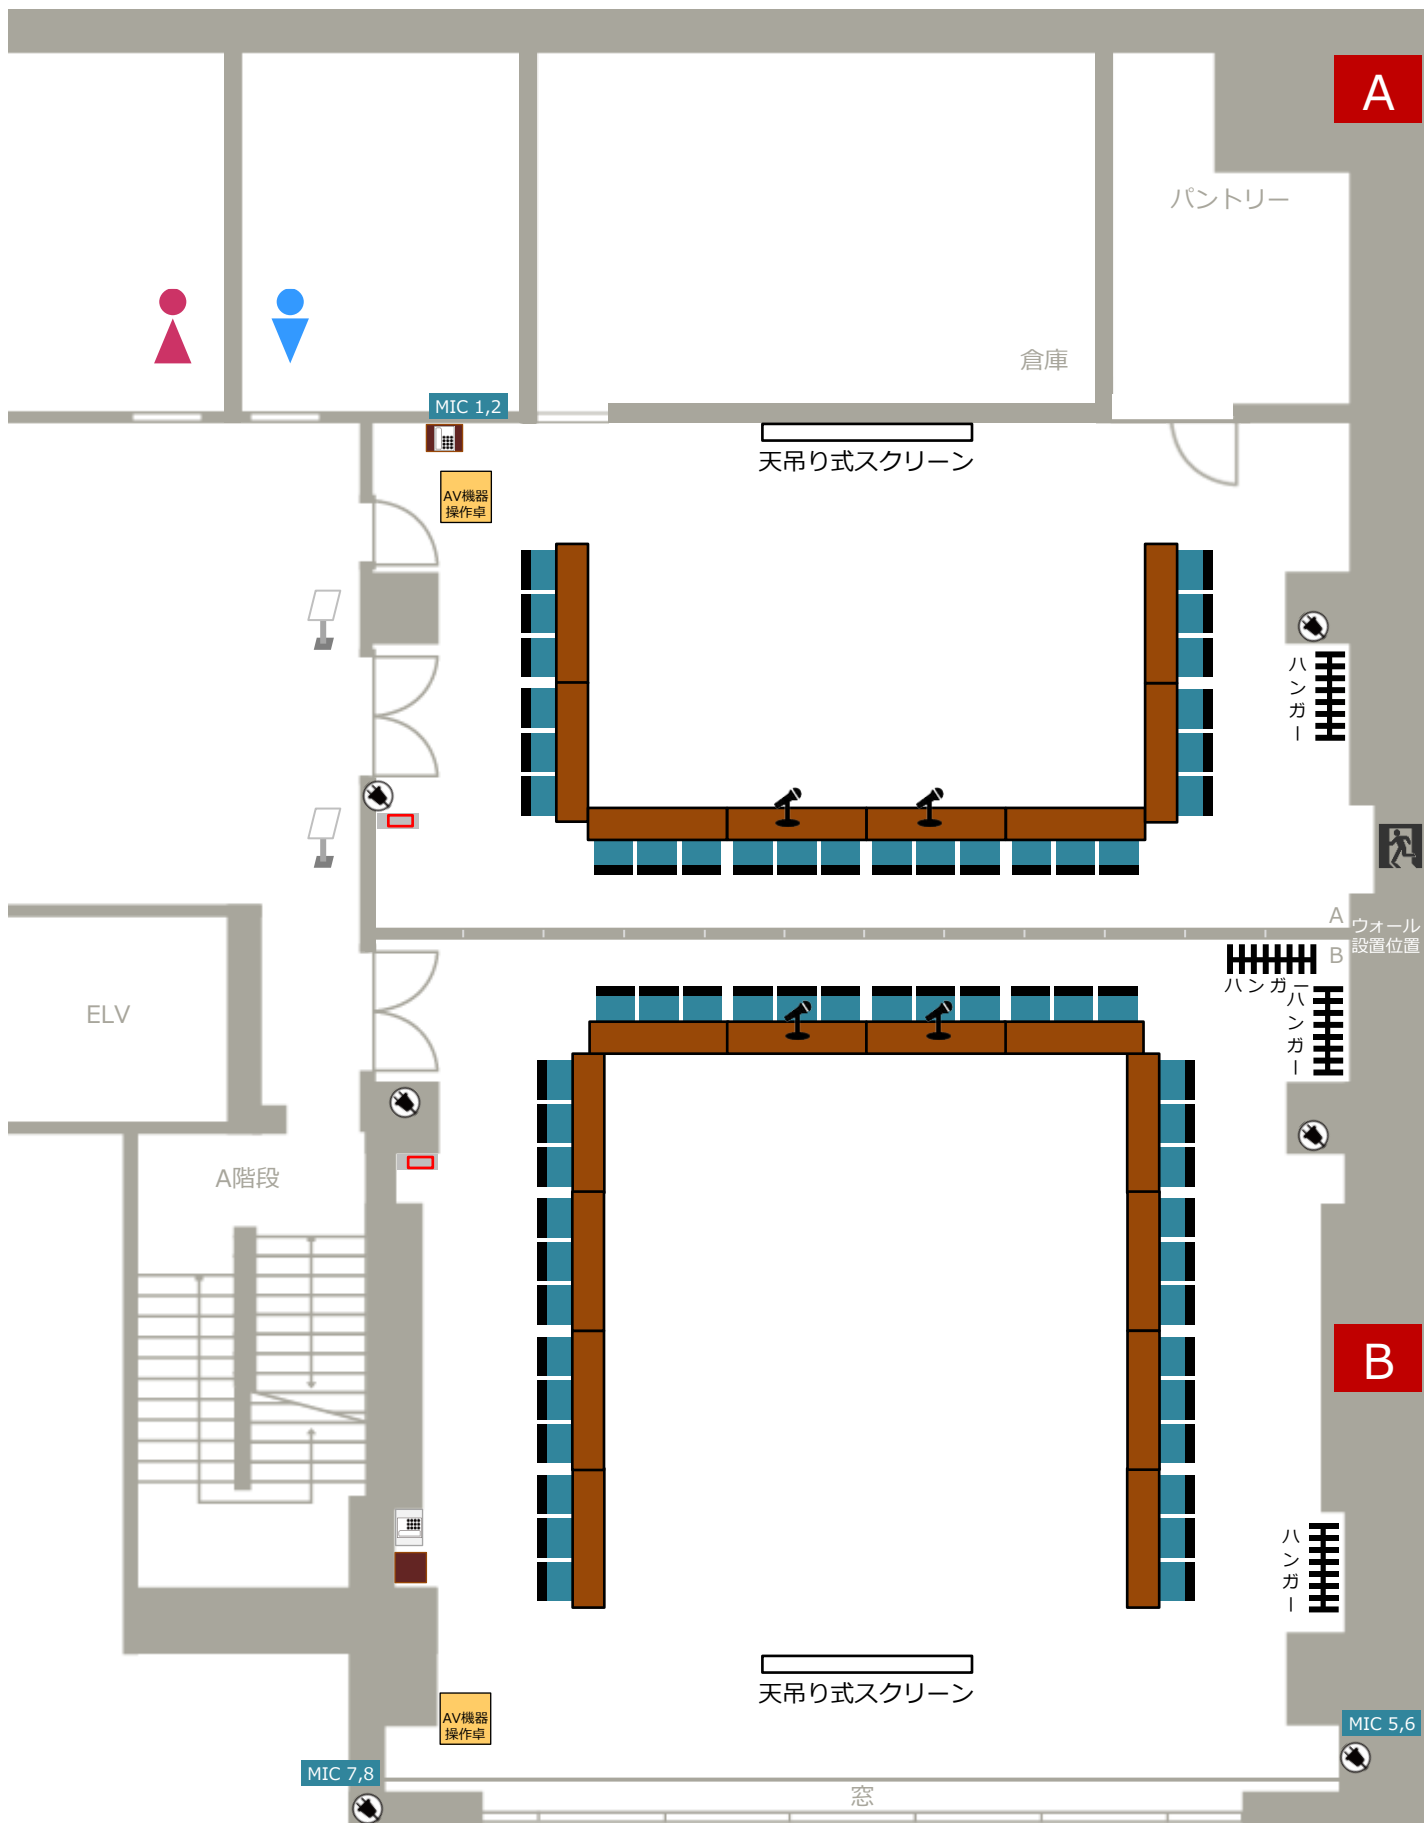 A
パントリー
倉庫
MIC 1,2
天吊り式スクリーン
AV機器
操作卓
ハンガー
A
ウォール
設置位置
B
ハンガー
ハンガー
ELV
A階段
B
ハンガー
天吊り式スクリーン
AV機器
操作卓
MIC 5,6
MIC 7,8
窓